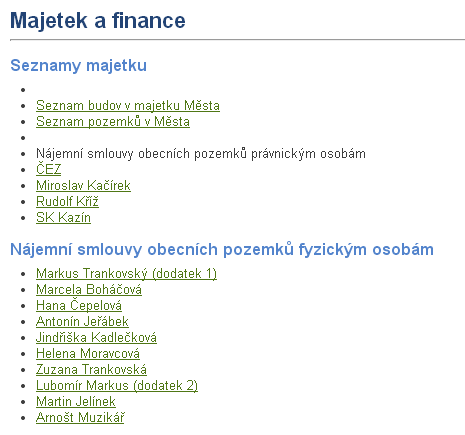 Majetek a finance
Seznamy majetku
Seznam budov v majetku Města
Seznam pozemků v Města
Nájemní smlouvy obecních pozemků právnickým osobám
ČEZ
Miroslav Kačírek
Rudolf Kříž
SK Kazín
Nájemní smlouvy obecních pozemků fyzickým osobám
Markus Trankovský (dodatek 1)
Marcela Boháčová
Hana Čepelová
Antonín Jeřábek
Jindřiška Kadlečková
Helena Moravcová
Zuzana Trankovská
Lubomír Markus (dodatek 2)
Martin Jelínek
Arnošt Muzikář